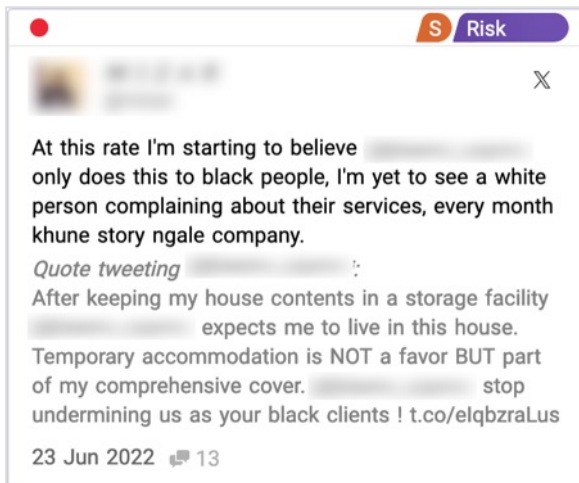 S Risk
𝕏
At this rate I'm starting to believe
only does this to black people, I'm yet to see a white
person complaining about their services, every month
khune story ngale company.
Quote tweeting ':
After keeping my house contents in a storage facility
expects me to live in this house.
Temporary accommodation is NOT a favor BUT part
of my comprehensive cover. stop
undermining us as your black clients ! t.co/eIqbzraLus
23 Jun 2022 13